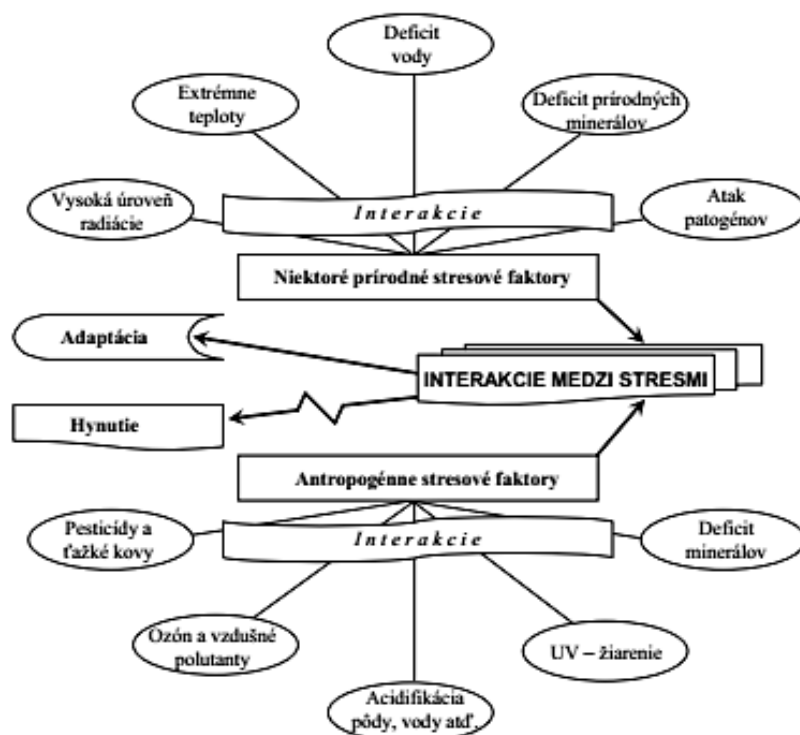 Deficit
vody
Extrémne
teploty
Deficit prírodných
minerálov
Vysoká úroveň
radiácie
Interakcie
Atak
patogénov
Niektoré prírodné stresové faktory
Adaptácia
INTERAKCIE MEDZI STRESMI
Hynutie
Antropogénne stresové faktory
Pesticídy a
ťažké kovy
Interakcie
Deficit
minerálov
Ozón a vzdušné
polutanty
UV – žiarenie
Acidifikácia
pôdy, vody atď.